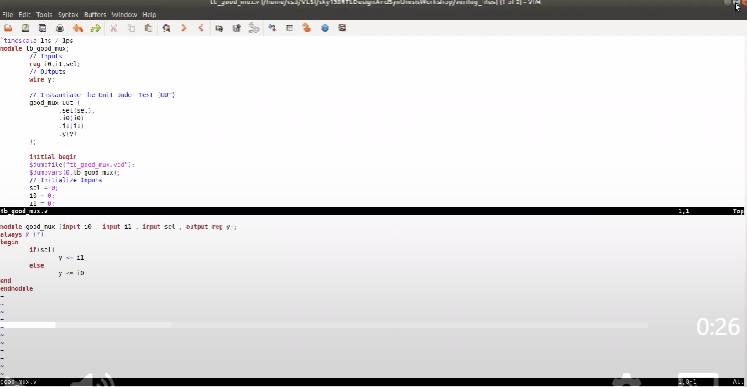 tb_good_mux.v (/home/vsd/VLSI/sky130RTLDesignAndSynthesisWorkshop/verilog_files) (1 of 2) - VIM
File Edit Tools Syntax Buffers Window Help
`timescale 1ns / 1ps
module tb_good_mux;
// Inputs
reg i0,i1,sel;
// Outputs
wire y;
// Instantiate the Unit Under Test (UUT)
good_mux uut (
.sel(sel),
.i0(i0),
.i1(i1),
.y(y)
);
initial begin
$dumpfile("tb_good_mux.vcd");
$dumpvars(0,tb_good_mux);
// Initialize Inputs
sel = 0;
i0 = 0;
i1 = 0;
tb_good_mux.v 1,1 Top
module good_mux (input i0 , input i1 , input sel , output reg y);
always @ (*)
begin
if(sel)
y <= i1
else
y <= i0
end
endmodule
~
~
~
~
0:26
~
~
~
~
~
~
good_mux.v 1,0-1